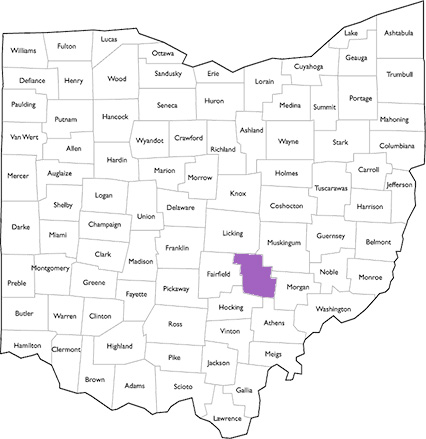 Lake
Ashtabula
Lucas
Williams
Fulton
Ottawa
Geauga
Cuyahoga
Trumbull
Defiance
Henry
Wood
Sandusky
Erie
Lorain
Portage
Summit
Medina
Paulding
Seneca
Huron
Mahoning
Putnam
Hancock
Ashland
Van Wert
Wyandot
Crawford
Richland
Wayne
Stark
Columbiana
Allen
Hardin
Marion
Morrow
Holmes
Carroll
Mercer
Auglaize
Jefferson
Tuscarawas
Logan
Knox
Shelby
Union
Delaware
Coshocton
Harrison
Darke
Miami
Champaign
Licking
Muskingum
Guernsey
Belmont
Clark
Madison
Franklin
Montgomery
Fairfield
Noble
Monroe
Preble
Greene
Fayette
Pickaway
Morgan
Butler
Warren
Clinton
Hocking
Washington
Ross
Vinton
Athens
Hamilton
Clermont
Highland
Pike
Jackson
Meigs
Brown
Adams
Scioto
Gallia
Lawrence